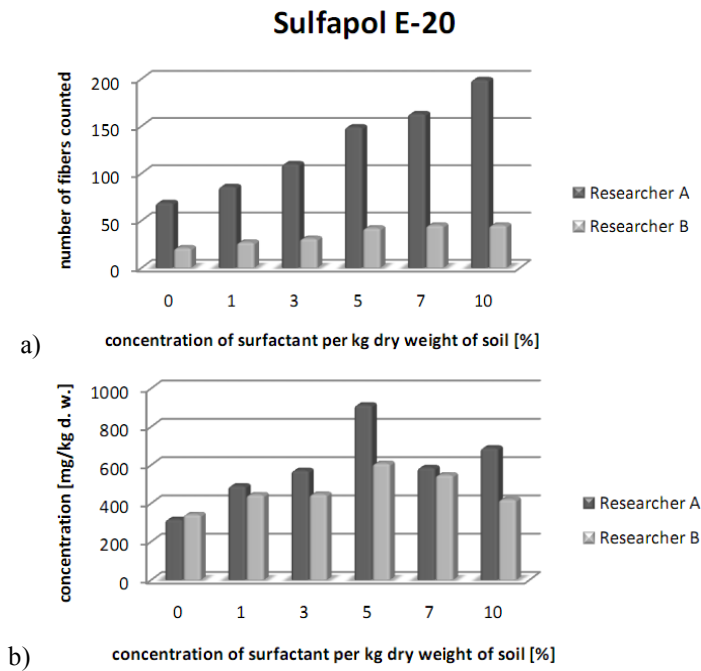 Sulfapol E-20
number of fibers counted
200
150
100
50
0
0 1 3 5 7 10
Researcher A
Researcher B
a) concentration of surfactant per kg dry weight of soil [%]
concentration [mg/kg d. w.]
1000
800
600
400
200
0
0 1 3 5 7 10
Researcher A
Researcher B
b) concentration of surfactant per kg dry weight of soil [%]